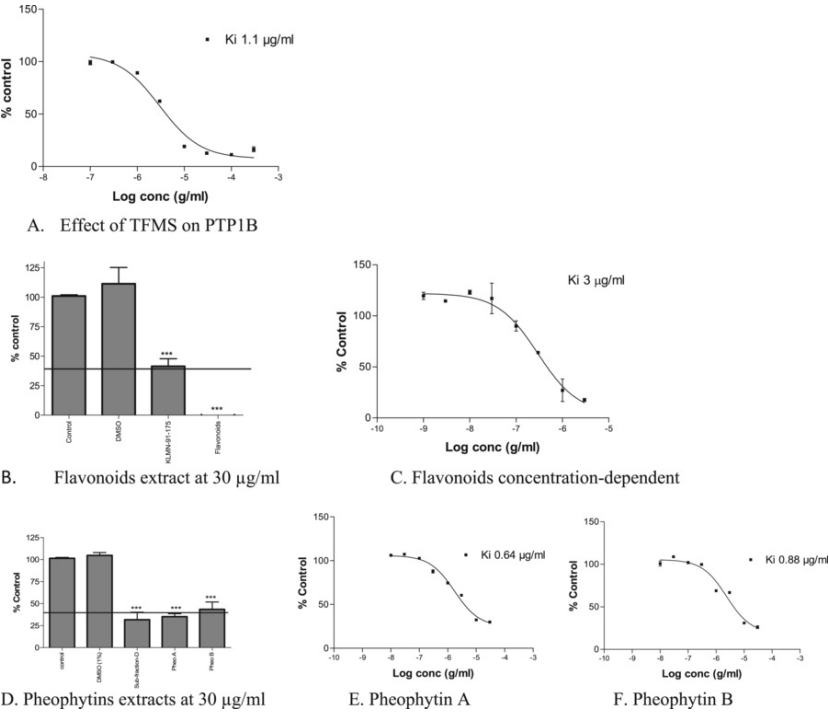 150
100
50
0
% control
Ki 1.1 µg/ml
-8 -7 -6 -5 -4 -3
Log conc (g/ml)
A. Effect of TFMS on PTP1B
125
100
75
50
25
0
% control
***
***
Control
DMSO
KLMN-91-175
Flavonoids
B. Flavonoids extract at 30 µg/ml
150
100
50
0
% Control
Ki 3 µg/ml
-10 -9 -8 -7 -6 -5
Log conc (g/ml)
C. Flavonoids concentration-dependent
125
100
75
50
25
0
% Control
***
***
***
control
DMSO (1%)
Sub-fraction-D
Pheo A
Pheo B
D. Pheophytins extracts at 30 µg/ml
150
100
50
0
% Control
Ki 0.64 µg/ml
-10 -9 -8 -7 -6 -5 -4
Log conc (g/ml)
E. Pheophytin A
150
100
50
0
% Control
Ki 0.88 µg/ml
-10 -9 -8 -7 -6 -5 -4
Log conc (g/ml)
F. Pheophytin B